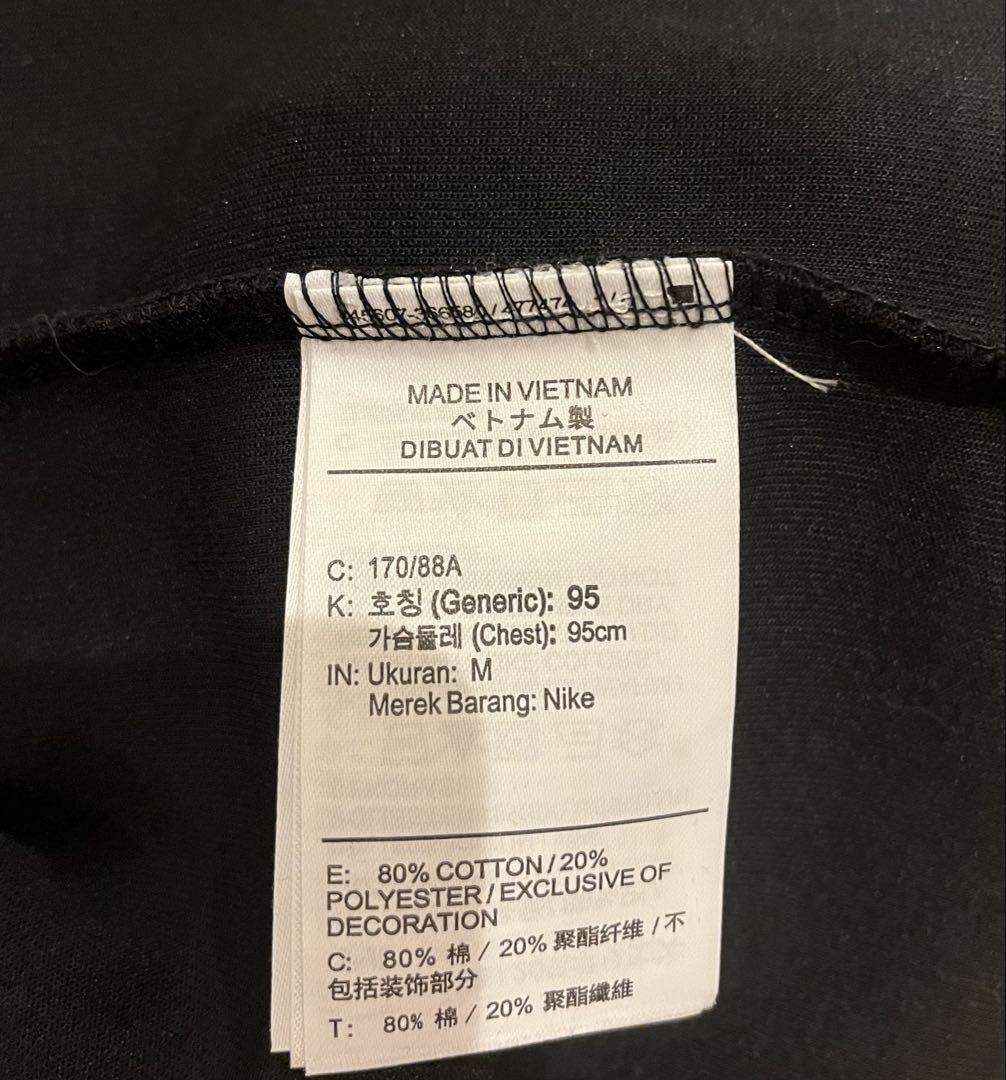 MADE IN VIETNAM
ベトナム製
DIBUAT DI VIETNAM
C: 170/88A
K: 호칭 (Generic): 95
가슴둘레 (Chest): 95cm
IN: Ukuran: M
Merek Barang: Nike
E: 80% COTTON / 20%
POLYESTER / EXCLUSIVE OF
DECORATION
C: 80% 棉 / 20% 聚酯纤维 / 不
包括装饰部分
T: 80% 棉 / 20% 聚酯纖維